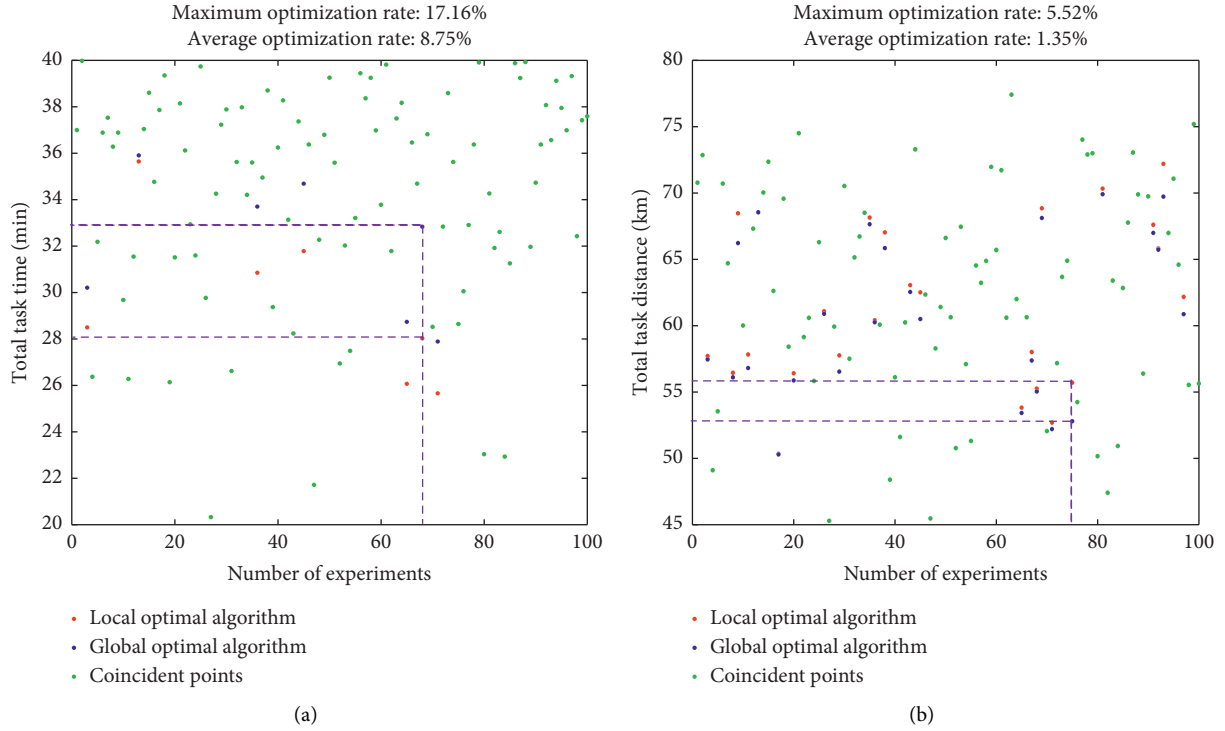 Maximum optimization rate: 17.16%
Average optimization rate: 8.75%
40
38
36
34
32
30
28
26
24
22
20
Total task time (min)
0 20 40 60 80 100
Number of experiments
Local optimal algorithm
Global optimal algorithm
Coincident points
(a)
Maximum optimization rate: 5.52%
Average optimization rate: 1.35%
80
75
70
65
60
55
50
45
Total task distance (km)
0 20 40 60 80 100
Number of experiments
Local optimal algorithm
Global optimal algorithm
Coincident points
(b)